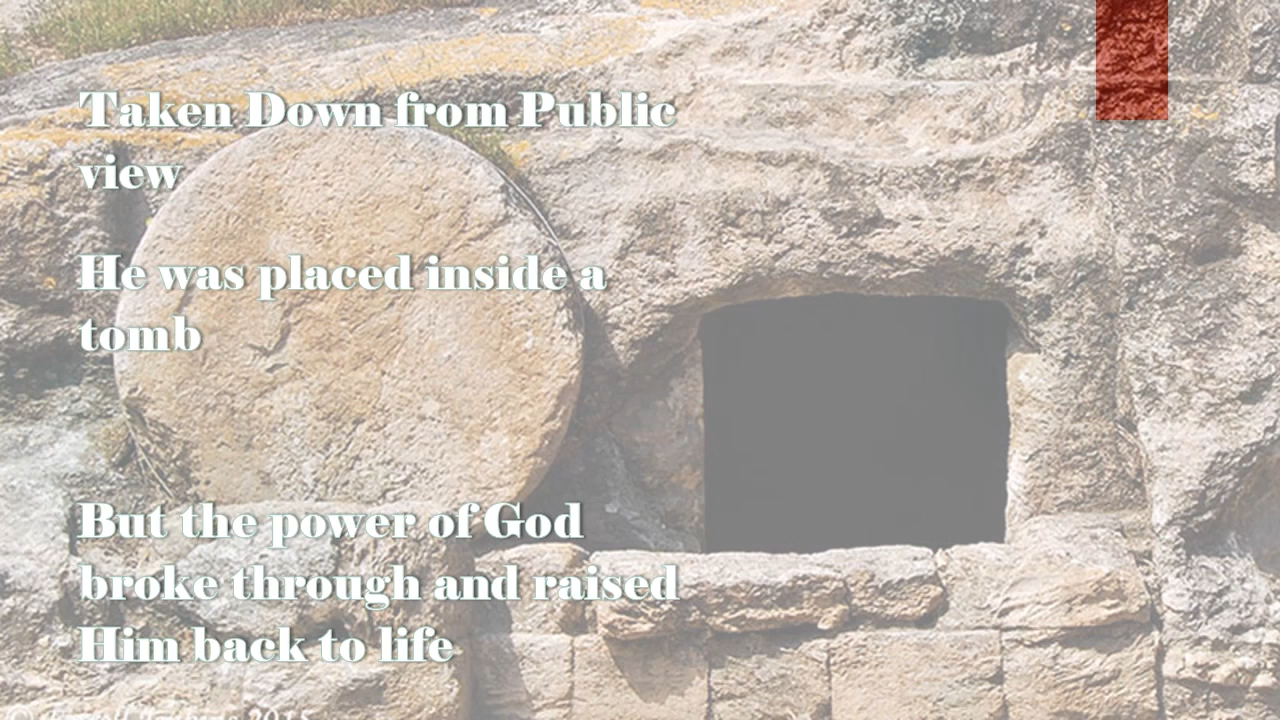 Taken Down from Public
view
He was placed inside a
tomb
But the power of God
broke through and raised
Him back to life
2015